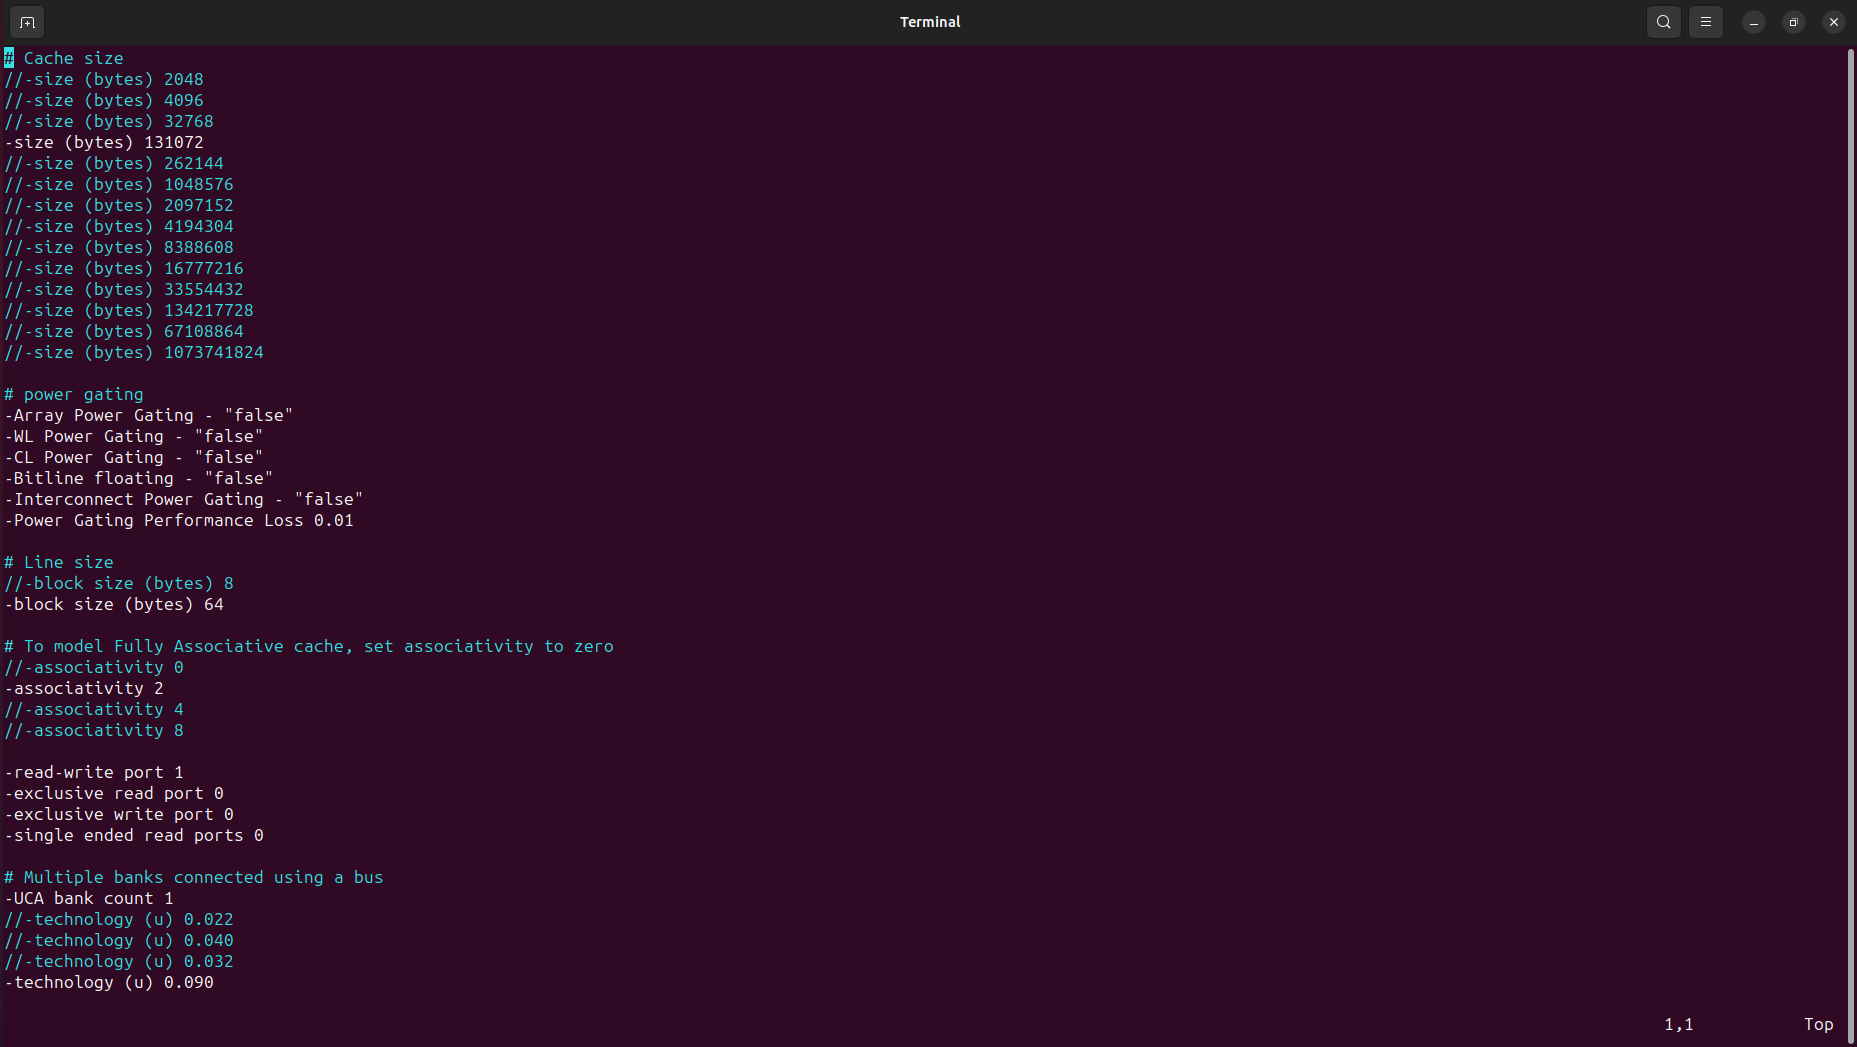 Terminal
# Cache size
//-size (bytes) 2048
//-size (bytes) 4096
//-size (bytes) 32768
-size (bytes) 131072
//-size (bytes) 262144
//-size (bytes) 1048576
//-size (bytes) 2097152
//-size (bytes) 4194304
//-size (bytes) 8388608
//-size (bytes) 16777216
//-size (bytes) 33554432
//-size (bytes) 134217728
//-size (bytes) 67108864
//-size (bytes) 1073741824

# power gating
-Array Power Gating - "false"
-WL Power Gating - "false"
-CL Power Gating - "false"
-Bitline floating - "false"
-Interconnect Power Gating - "false"
-Power Gating Performance Loss 0.01

# Line size
//-block size (bytes) 8
-block size (bytes) 64

# To model Fully Associative cache, set associativity to zero
//-associativity 0
-associativity 2
//-associativity 4
//-associativity 8

-read-write port 1
-exclusive read port 0
-exclusive write port 0
-single ended read ports 0

# Multiple banks connected using a bus
-UCA bank count 1
//-technology (u) 0.022
//-technology (u) 0.040
//-technology (u) 0.032
-technology (u) 0.090
1,1 Top